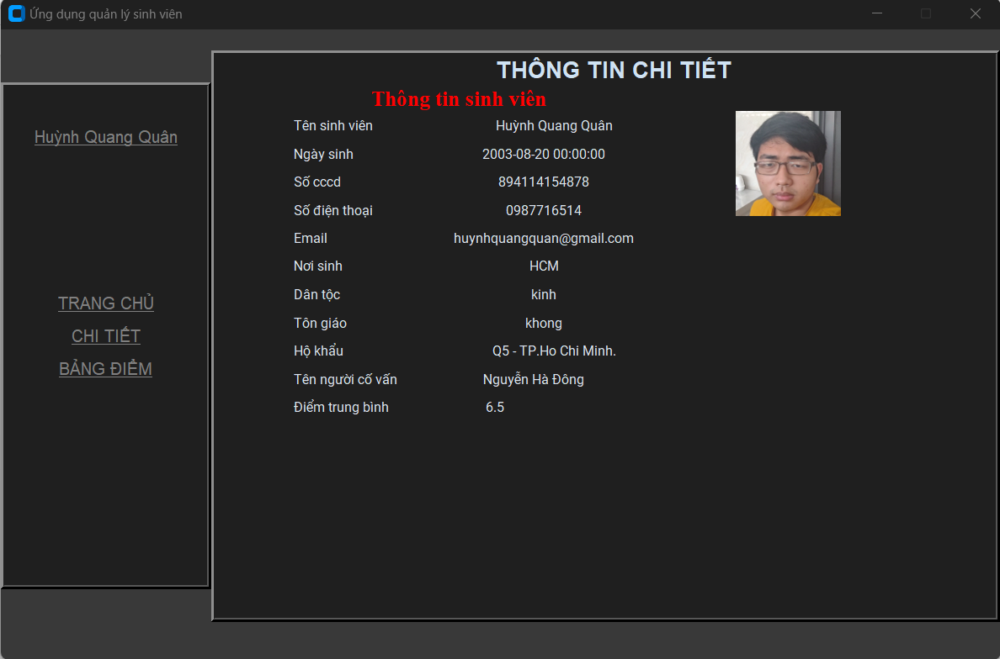 Ứng dụng quản lý sinh viên
Huỳnh Quang Quân
TRANG CHỦ
CHI TIẾT
BẢNG ĐIỂM
THÔNG TIN CHI TIẾT
Thông tin sinh viên
Tên sinh viên Huỳnh Quang Quân
Ngày sinh 2003-08-20 00:00:00
Số cccd 894114154878
Số điện thoại 0987716514
Email huynhquangquan@gmail.com
Nơi sinh HCM
Dân tộc kinh
Tôn giáo khong
Hộ khẩu Q5 - TP.Ho Chi Minh.
Tên người cố vấn Nguyễn Hà Đông
Điểm trung bình 6.5